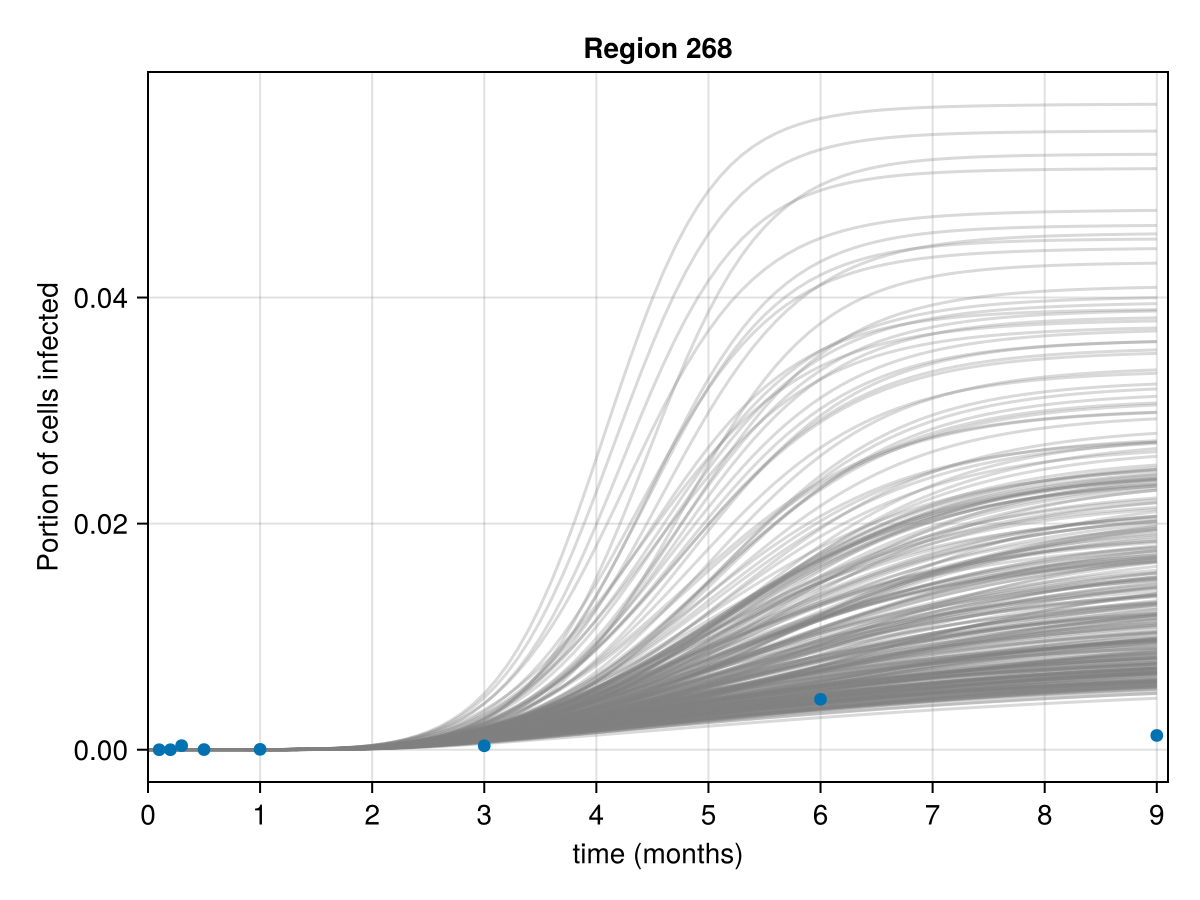 Region 268
Portion of cells infected
0.04
0.02
0.00
0 1 2 3 4 5 6 7 8 9
time (months)